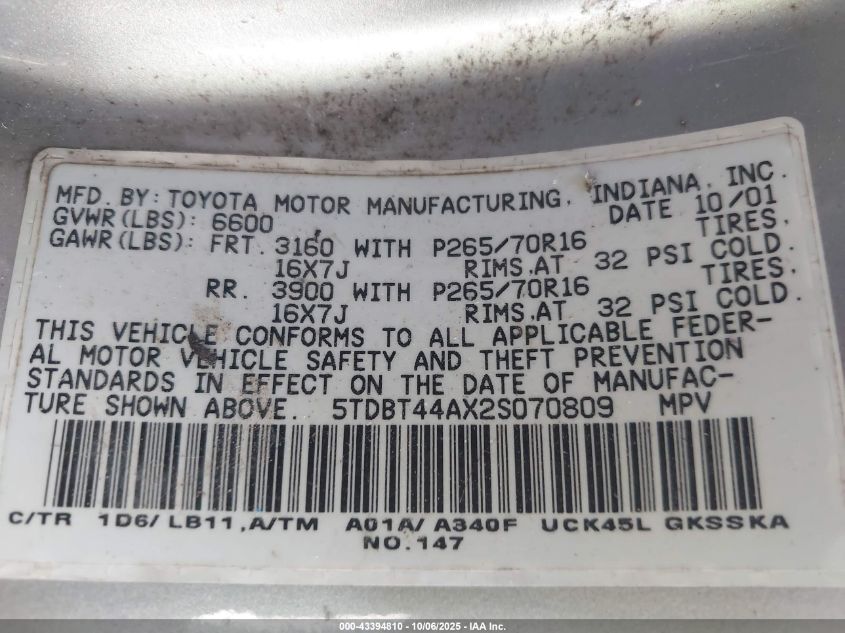 MFD. BY: TOYOTA MOTOR MANUFACTURING, INDIANA, INC.
GVWR(LBS): 6600 DATE 10/01
GAWR(LBS): FRT. 3160 WITH P265/70R16 TIRES,
16X7J RIMS.AT 32 PSI COLD.
RR. 3900 WITH P265/70R16 TIRES,
16X7J RIMS.AT 32 PSI COLD.
THIS VEHICLE CONFORMS TO ALL APPLICABLE FEDER-
AL MOTOR VEHICLE SAFETY AND THEFT PREVENTION
STANDARDS IN EFFECT ON THE DATE OF MANUFAC-
TURE SHOWN ABOVE. 5TDBT44AX2S070809 MPV
C/TR 1D6/LB11,A/TM A01A/A340F UCK45L GKSSKA
NO.147
000-43394810 - 10/06/2025 - IAA Inc.